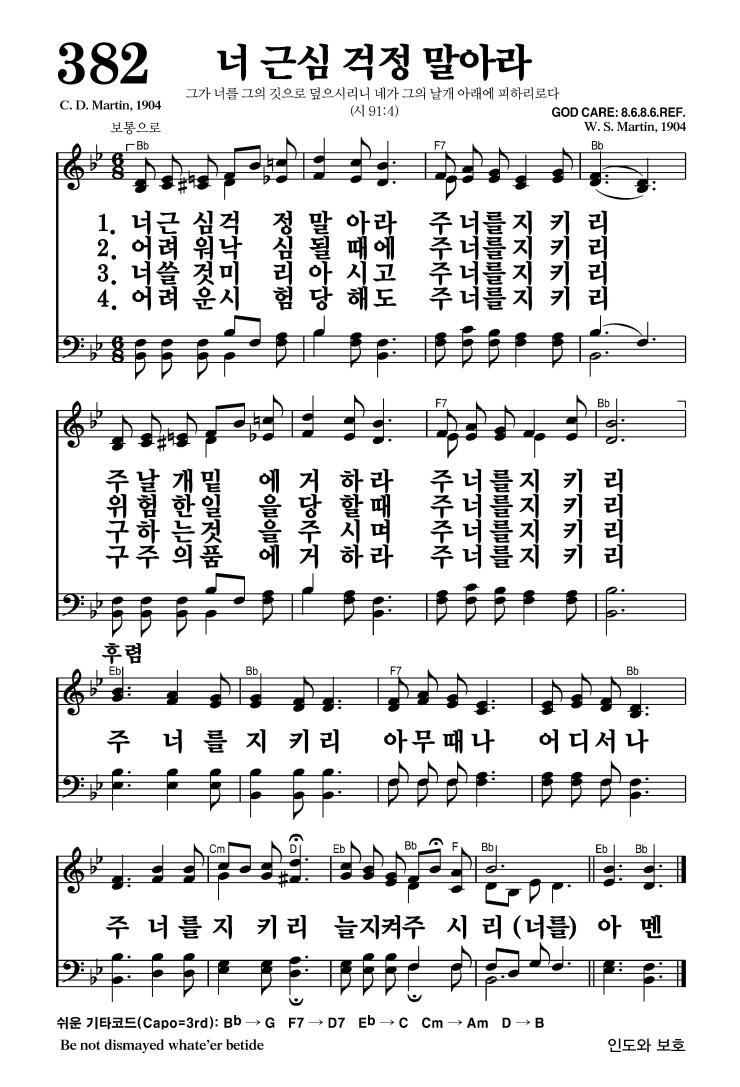 382 너 근심 걱정 말아라
그가 너를 그의 깃으로 덮으시리니 네가 그의 날개 아래에 피하리로다
C. D. Martin, 1904 (시 91:4) GOD CARE: 8.6.8.6.REF.
보통으로 W. S. Martin, 1904
Bb F7 Bb
6 8
1. 너근 심걱 정말 아라 주 너를 지 키 리
2. 어려 워낙 심될 때에 주 너를 지 키 리
3. 너쓸 것미 리아 시고 주 너를 지 키 리
4. 어려 운시 험당 해도 주 너를 지 키 리
6 8
F7 Bb
주날 개밑 에거 하라 주 너를 지 키 리
위험 한일 을당 할때 주 너를 지 키 리
구하 는것 을주 시며 주 너를 지 키 리
구주 의품 에거 하라 주 너를 지 키 리
후렴
Eb Bb F7 Bb
주 너 를 지 키 리 아 무 때 나 어 디 서 나
Cm D Eb Bb F Bb Eb Bb
주 너 를 지 키 리 늘 지켜주 시 리 (너를) 아 멘
쉬운 기타코드(Capo=3rd): Bb → G F7 → D7 Eb → C Cm → Am D → B
Be not dismayed whate'er betide 인도와 보호